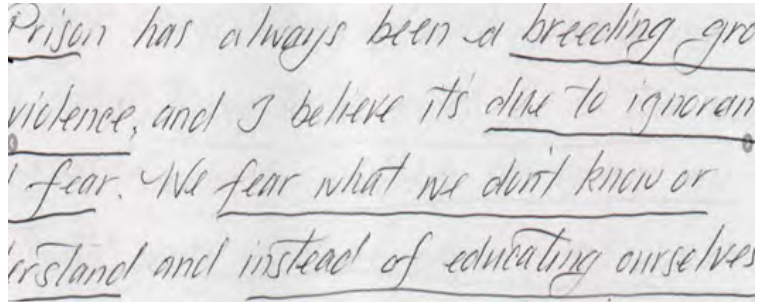 Prison has always been a breeding gro
violence, and I believe it's due to ignoran
fear. We fear what we don't know or
erstand and instead of educating ourselves